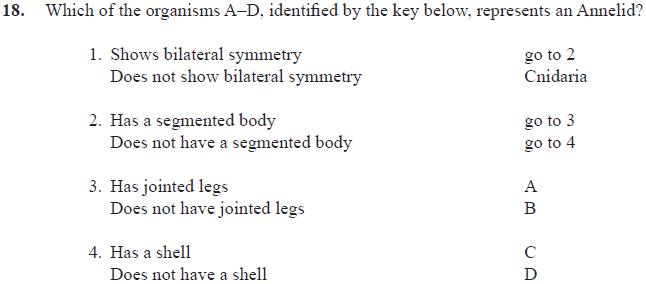 18. Which of the organisms A–D, identified by the key below, represents an Annelid?
1. Shows bilateral symmetry go to 2
Does not show bilateral symmetry Cnidaria
2. Has a segmented body go to 3
Does not have a segmented body go to 4
3. Has jointed legs A
Does not have jointed legs B
4. Has a shell C
Does not have a shell D